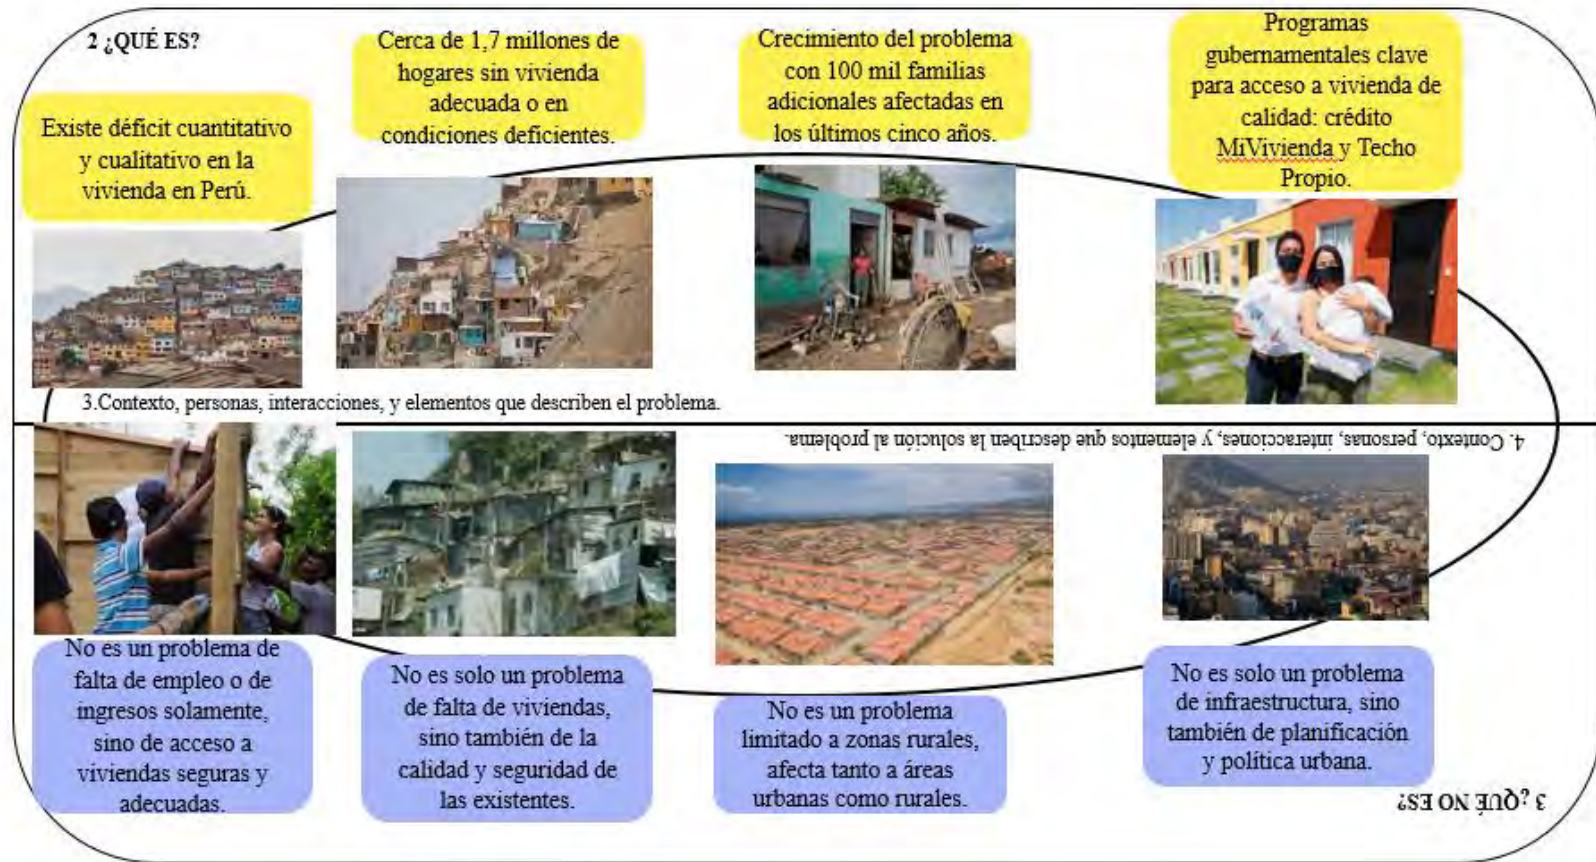 2 ¿QUÉ ES?
Existe déficit cuantitativo
y cualitativo en la
vivienda en Perú.
Cerca de 1,7 millones de
hogares sin vivienda
adecuada o en
condiciones deficientes.
Crecimiento del problema
con 100 mil familias
adicionales afectadas en
los últimos cinco años.
Programas
gubernamentales clave
para acceso a vivienda de
calidad: crédito
MiVivienda y Techo
Propio.
3.Contexto, personas, interacciones, y elementos que describen el problema.
4. Contexto, personas, interacciones, y elementos que describen la solución al problema.
No es un problema de
falta de empleo o de
ingresos solamente,
sino de acceso a
viviendas seguras y
adecuadas.
No es solo un problema
de falta de viviendas,
sino también de la
calidad y seguridad de
las existentes.
No es un problema
limitado a zonas rurales,
afecta tanto a áreas
urbanas como rurales.
No es solo un problema
de infraestructura, sino
también de planificación
y política urbana.
3 ¿QUÉ NO ES?